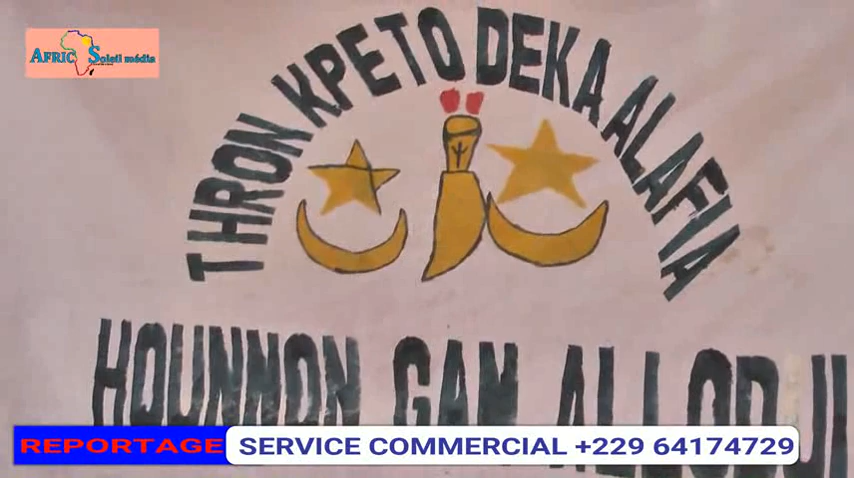 AFRIC Soleil média
THRON KPETO DEKA ALAFIA
HOUNNON GAN ALLODJI
REPORTAGE
SERVICE COMMERCIAL +229 64174729